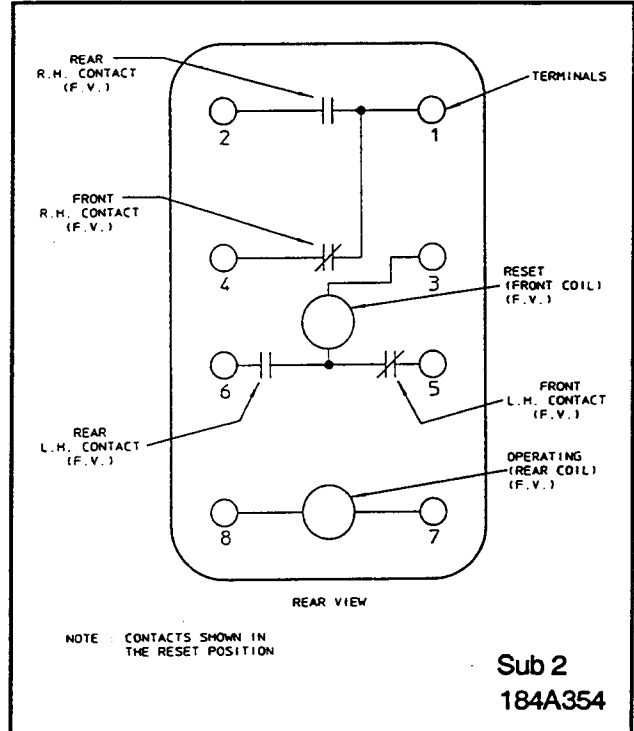 REAR
R.H. CONTACT
(F.V.)
TERMINALS
2
1
FRONT
R.H. CONTACT
(F.V.)
4
3
RESET
(FRONT COIL)
(F.V.)
6
5
REAR
L.H. CONTACT
(F.V.)
FRONT
L.H. CONTACT
(F.V.)
OPERATING
(REAR COIL)
(F.V.)
8
7
REAR VIEW
NOTE : CONTACTS SHOWN IN
THE RESET POSITION
Sub 2
184A354